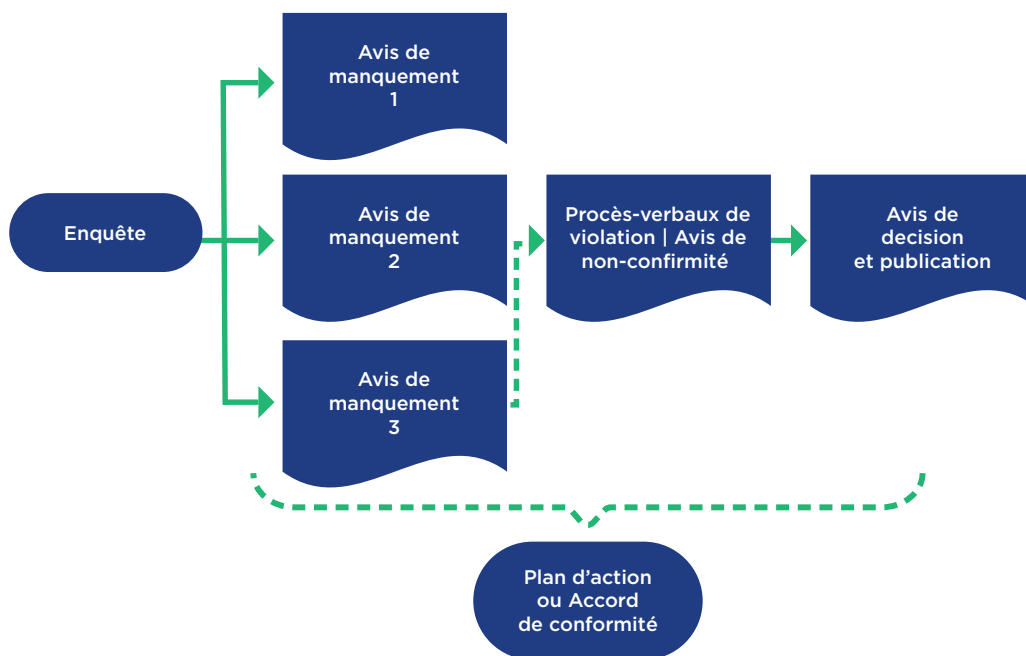 Avis de
manquement
1
Enquête
Avis de
manquement
2
Procès-verbaux de
violation | Avis de
non-confirmité
Avis de
decision
et publication
Avis de
manquement
3
Plan d'action
ou Accord
de conformité